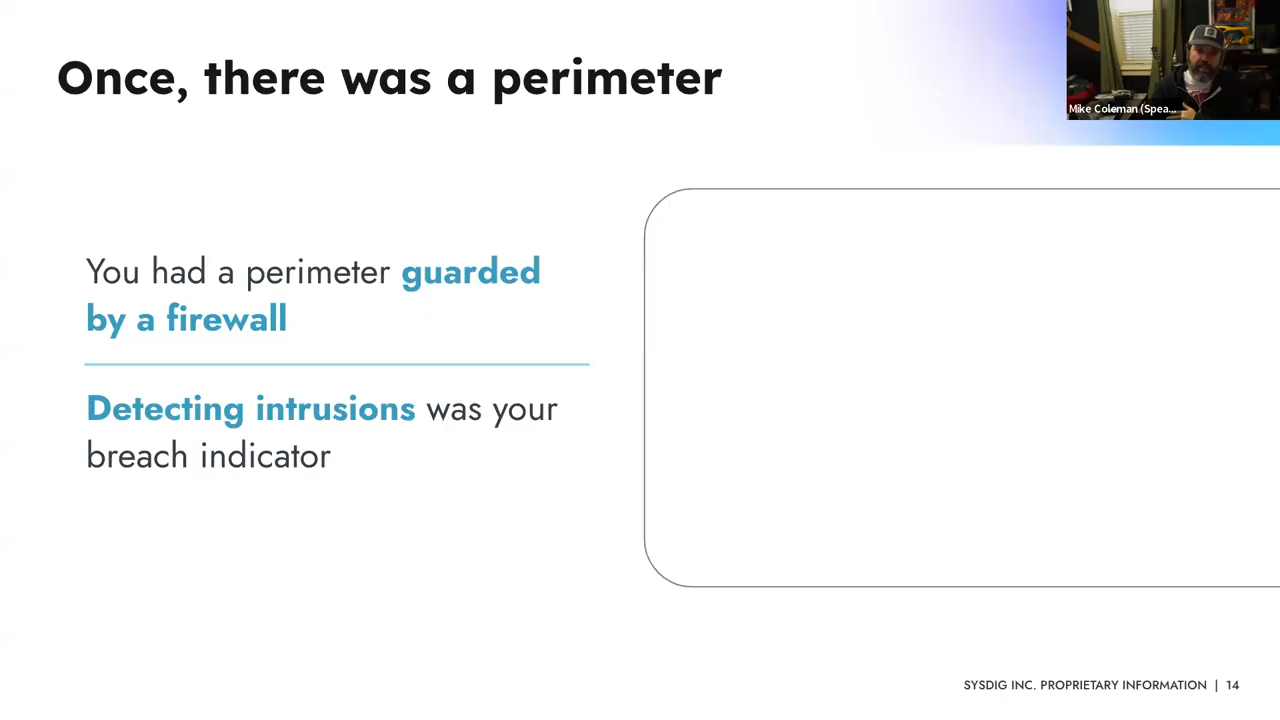 Once, there was a perimeter
Mike Coleman (Spea...
You had a perimeter guarded
by a firewall
Detecting intrusions was your
breach indicator
SYSDIG INC. PROPRIETARY INFORMATION | 14